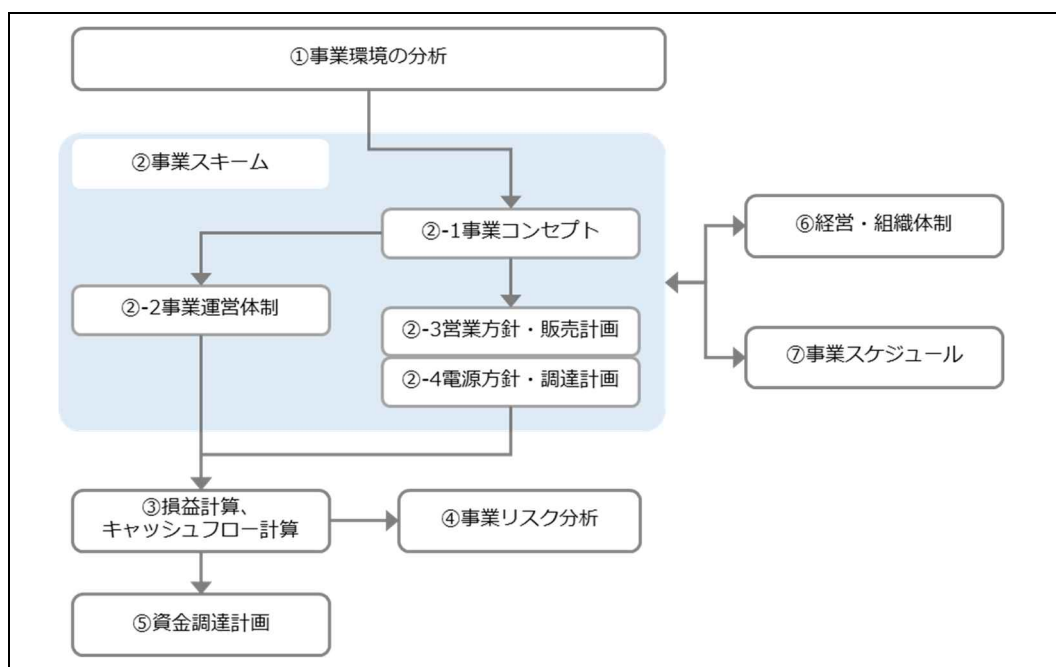 ①事業環境の分析
②事業スキーム
②-1事業コンセプト
②-2事業運営体制
②-3営業方針・販売計画
②-4電源方針・調達計画
③損益計算、
キャッシュフロー計算
④事業リスク分析
⑤資金調達計画
⑥経営・組織体制
⑦事業スケジュール